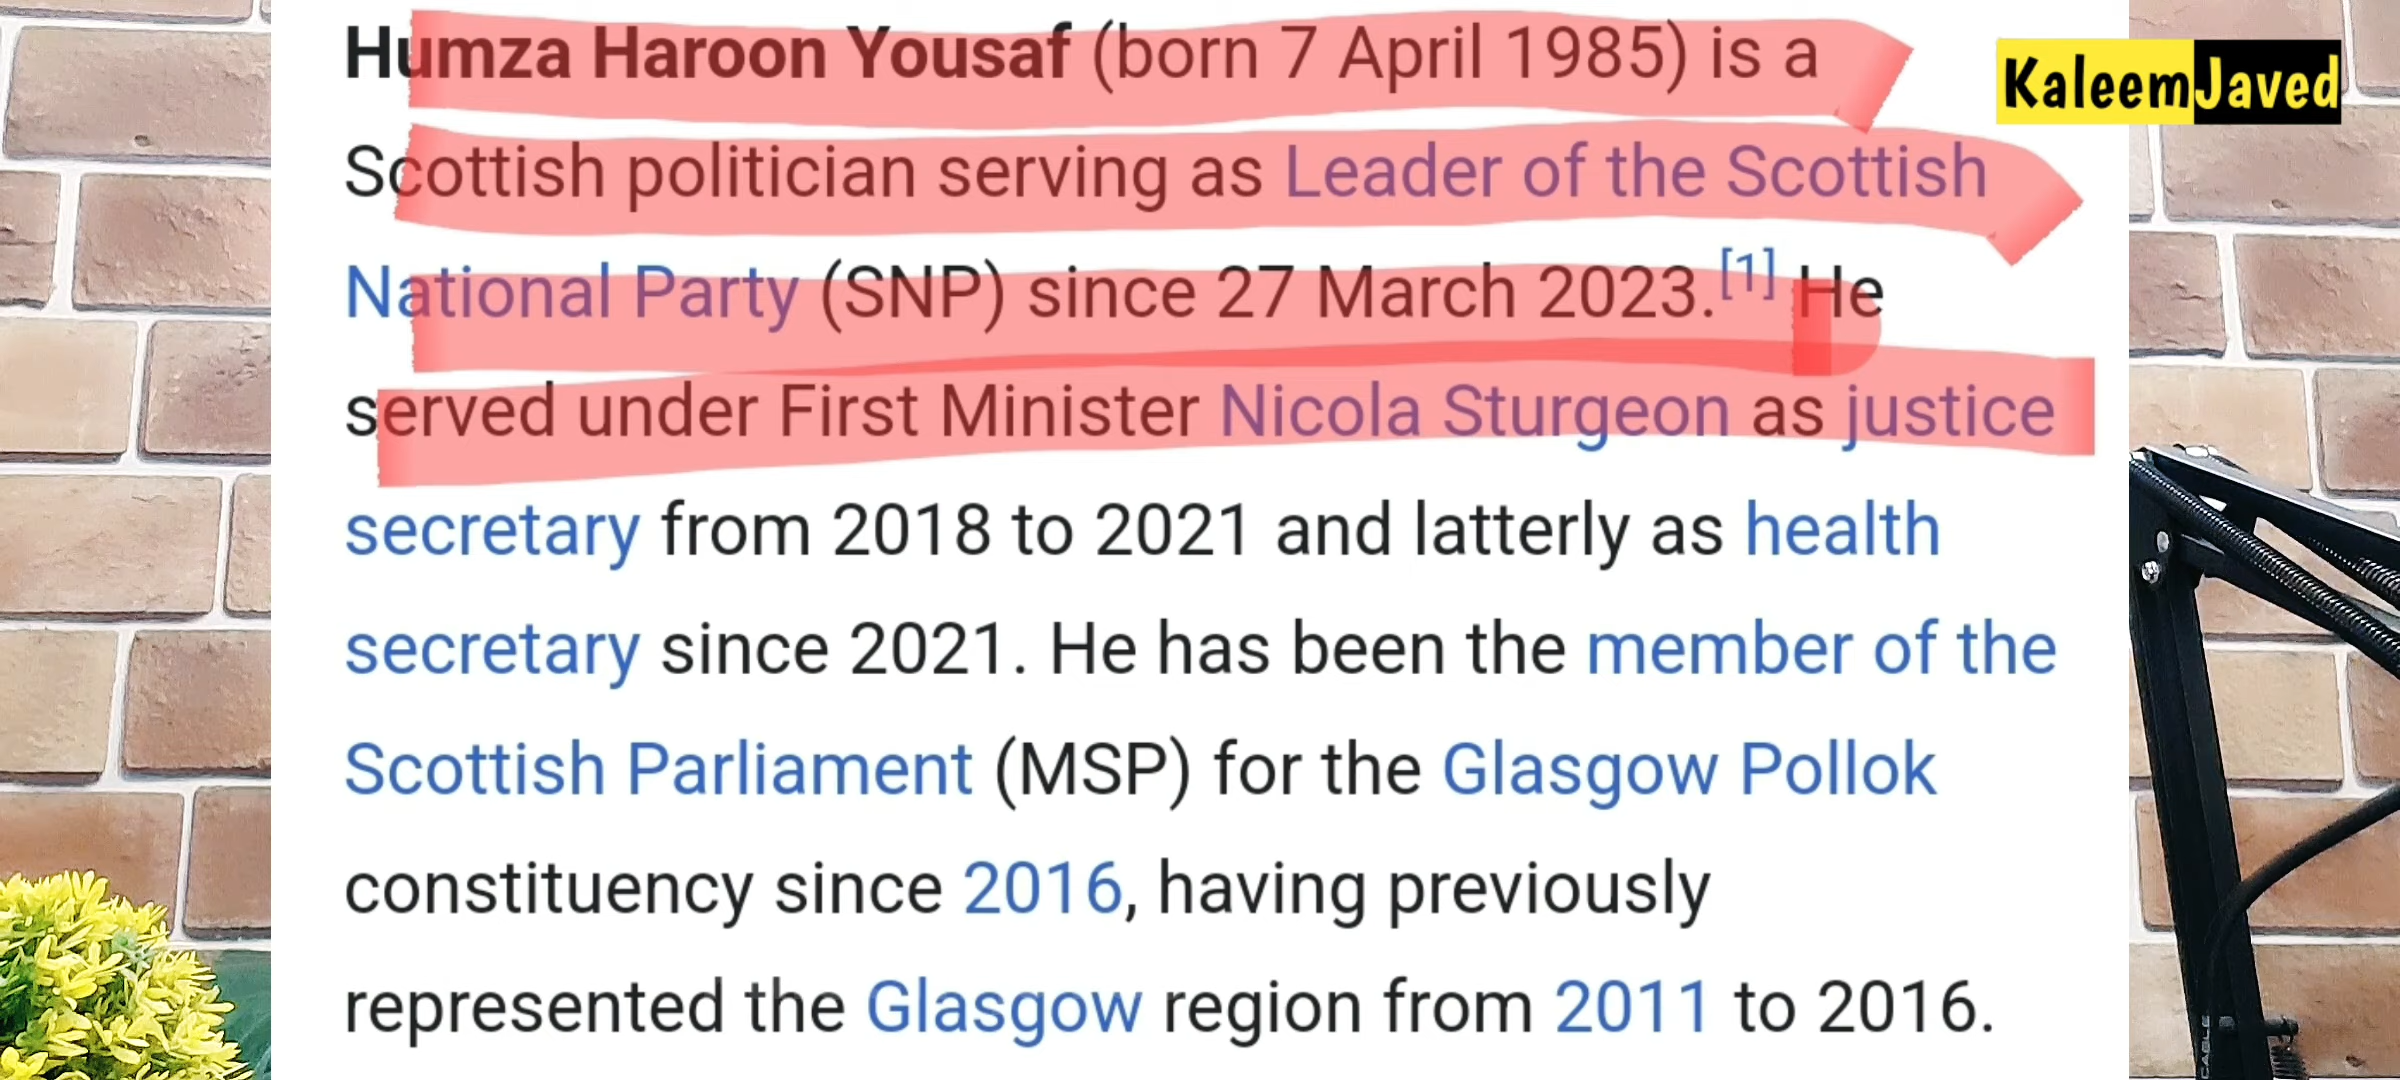 Humza Haroon Yousaf (born 7 April 1985) is a
Scottish politician serving as Leader of the Scottish
National Party (SNP) since 27 March 2023.[1] He
served under First Minister Nicola Sturgeon as justice
secretary from 2018 to 2021 and latterly as health
secretary since 2021. He has been the member of the
Scottish Parliament (MSP) for the Glasgow Pollok
constituency since 2016, having previously
represented the Glasgow region from 2011 to 2016.
KaleemJaved
CABLE